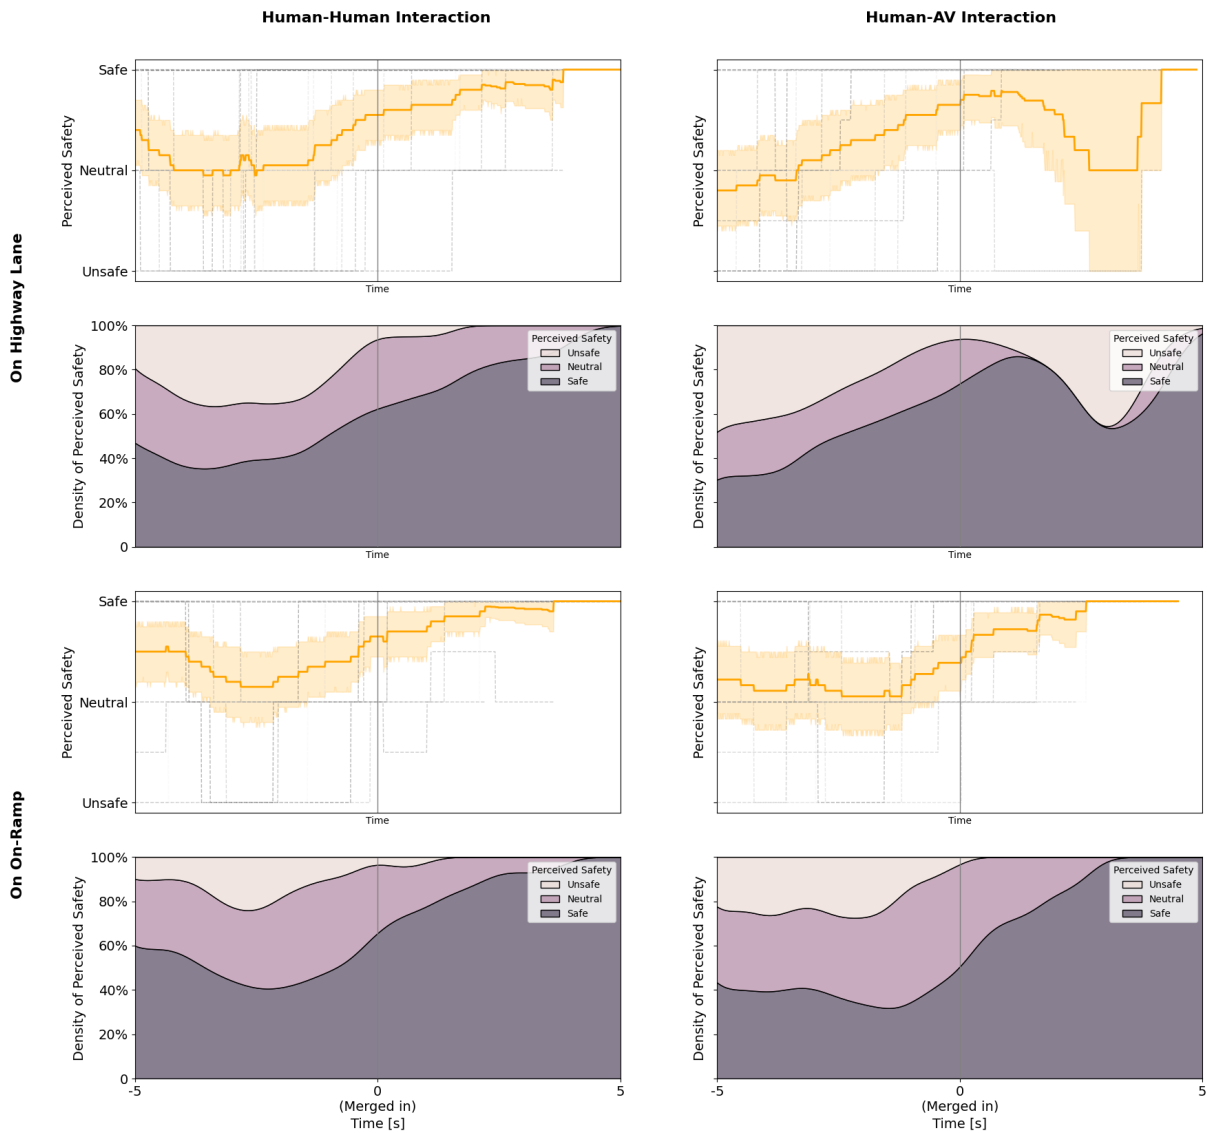 Human-Human Interaction
Human-AV Interaction
On Highway Lane
Perceived Safety
Safe
Neutral
Unsafe
Time
Perceived Safety
Time
Density of Perceived Safety
100%
80%
60%
40%
20%
0
Perceived Safety
Unsafe
Neutral
Safe
Time
Density of Perceived Safety
Perceived Safety
Unsafe
Neutral
Safe
Time
On On-Ramp
Perceived Safety
Safe
Neutral
Unsafe
Time
Perceived Safety
Time
Density of Perceived Safety
100%
80%
60%
40%
20%
0
Perceived Safety
Unsafe
Neutral
Safe
-5
0
5
(Merged in)
Time [s]
Density of Perceived Safety
Perceived Safety
Unsafe
Neutral
Safe
-5
0
5
(Merged in)
Time [s]